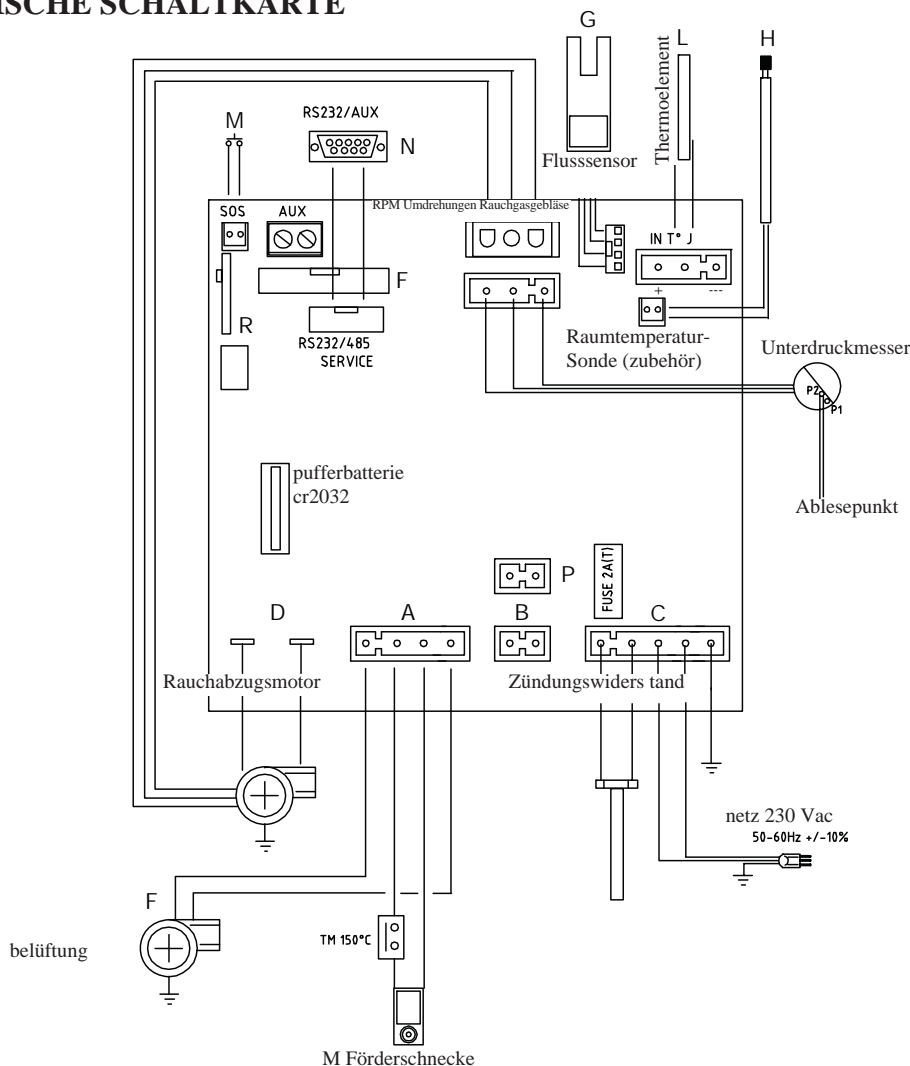 ISCHE SCHALTKARTE
G
L
H
Thermoelement
M
RS232/AUX
N
Flusssensor
SOS
AUX
RPM Umdrehungen Rauchgasgebläse
IN T° J
F
+
---
R
RS232/485
SERVICE
Raumtemperatur-
Sonde (zubehör)
Unterdruckmesser
P2
P1
pufferbatterie
cr2032
Ablesepunkt
FUSE 2A(T)
P
D
A
B
C
Rauchabzugsmotor
Zündungswiders tand
netz 230 Vac
50-60Hz +/-10%
F
belüftung
TM 150°C
M Förderschnecke